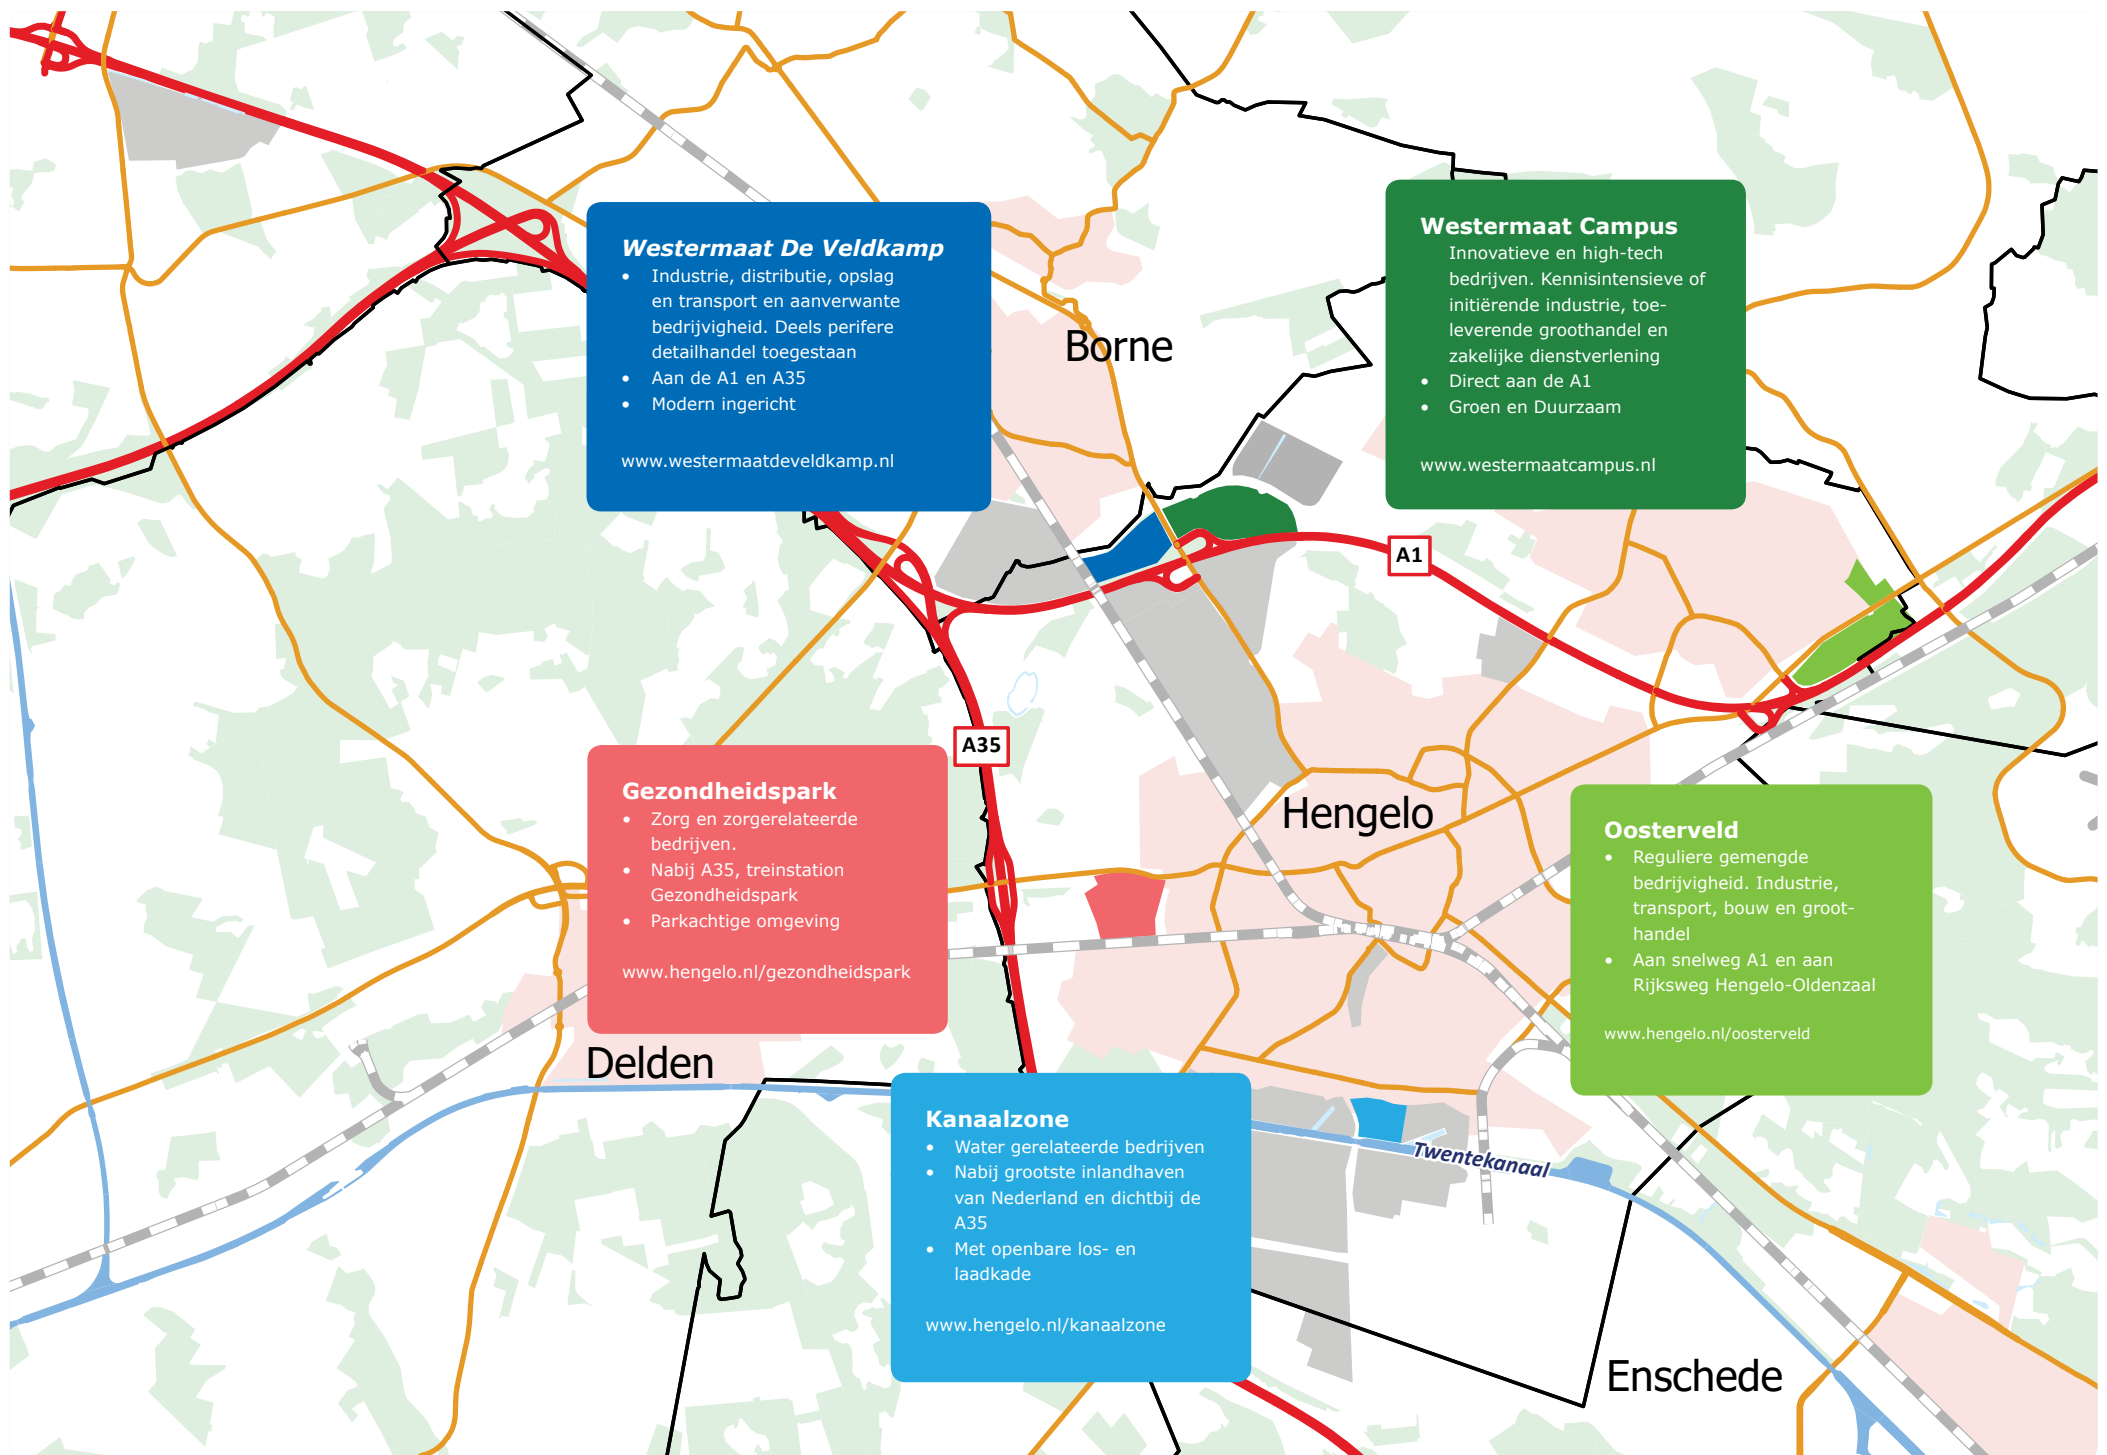 Westermaat De Veldkamp
• Industrie, distributie, opslag
en transport en aanverwante
bedrijvigheid. Deels perifere
detailhandel toegestaan
• Aan de A1 en A35
• Modern ingericht
www.westermaatdeveldkamp.nl
Westermaat Campus
Innovatieve en high-tech
bedrijven. Kennisintensieve of
initiërende industrie, toe-
leverende groothandel en
zakelijke dienstverlening
• Direct aan de A1
• Groen en Duurzaam
www.westermaatcampus.nl
Borne
A1
A35
Gezondheidspark
• Zorg en zorgerelateerde
bedrijven.
• Nabij A35, treinstation
Gezondheidspark
• Parkachtige omgeving
www.hengelo.nl/gezondheidspark
Hengelo
Oosterveld
• Reguliere gemengde
bedrijvigheid. Industrie,
transport, bouw en groot-
handel
• Aan snelweg A1 en aan
Rijksweg Hengelo-Oldenzaal
www.hengelo.nl/oosterveld
Delden
Kanaalzone
• Water gerelateerde bedrijven
• Nabij grootste inlandhaven
van Nederland en dichtbij de
A35
• Met openbare los- en
laadkade
www.hengelo.nl/kanaalzone
Twentekanaal
Enschede